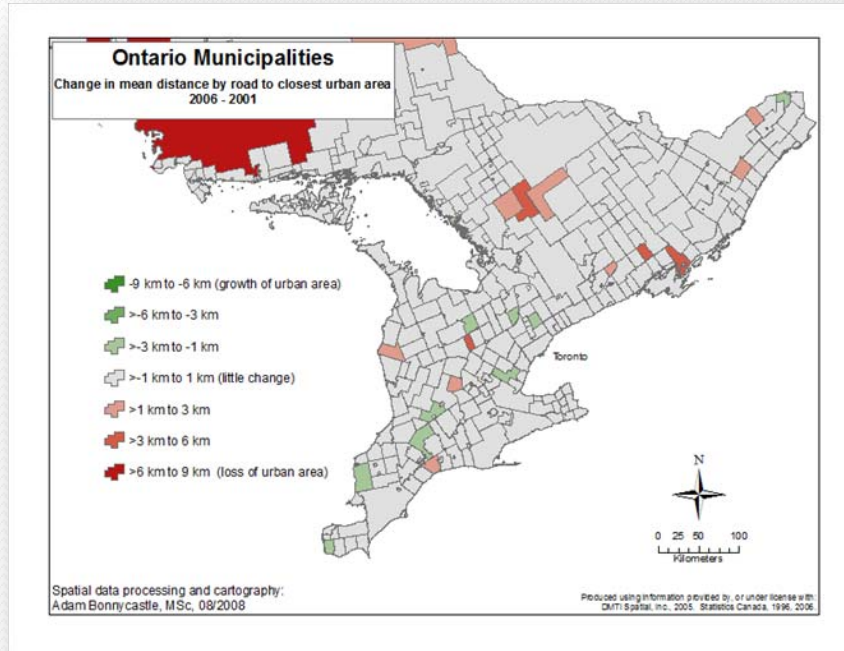 Ontario Municipalities
Change in mean distance by road to closest urban area
2006 - 2001
-9 km to -6 km (growth of urban area)
>-6 km to -3 km
>-3 km to -1 km
>-1 km to 1 km (little change)
>1 km to 3 km
>3 km to 6 km
>6 km to 9 km (loss of urban area)
Toronto
N
0 25 50 100
Kilometers
Spatial data processing and cartography:
Adam Bonnycastle, MSc, 08/2008
Produced using information provided by, or under license with:
DMTI Spatial, Inc., 2005. Statistics Canada, 1996, 2006.